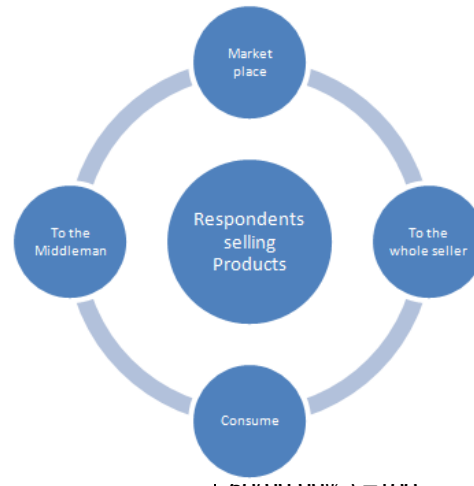 Market
place
Respondents
selling
Products
To the
Middleman
To the
whole seller
Consume